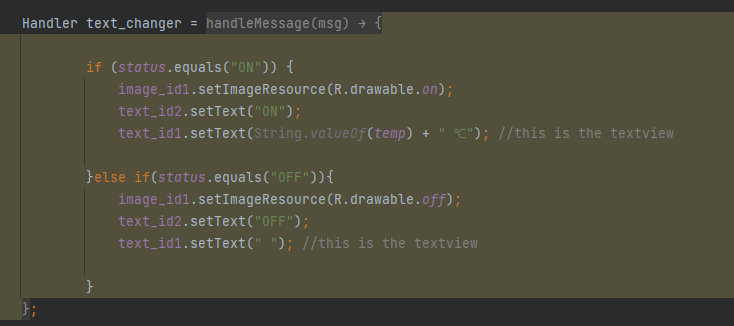 Handler text_changer = handleMessage(msg) → {
if (status.equals("ON")) {
image_id1.setImageResource(R.drawable.on);
text_id2.setText("ON");
text_id1.setText(String.valueOf(temp) + " ℃"); //this is the textview
}else if(status.equals("OFF")){
image_id1.setImageResource(R.drawable.off);
text_id2.setText("OFF");
text_id1.setText(" "); //this is the textview
}
};